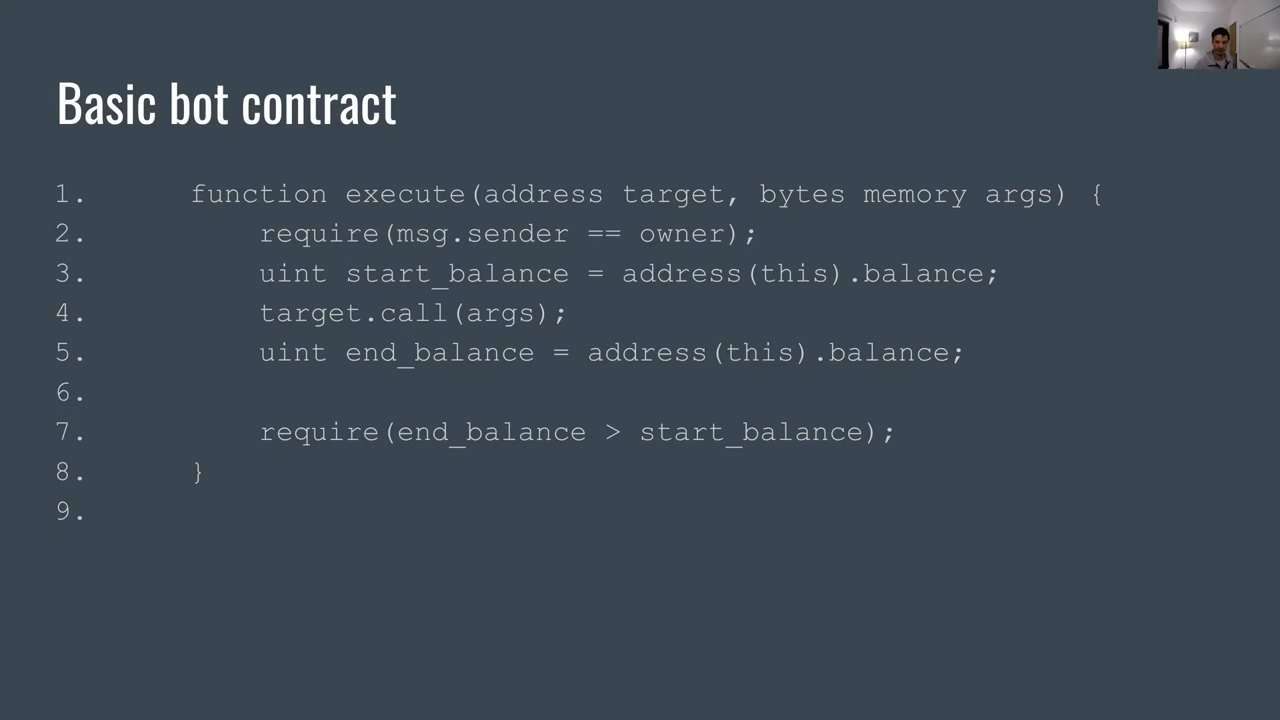 Basic bot contract
1. function execute(address target, bytes memory args) {
2. require(msg.sender == owner);
3. uint start_balance = address(this).balance;
4. target.call(args);
5. uint end_balance = address(this).balance;
6.
7. require(end_balance > start_balance);
8. }
9.